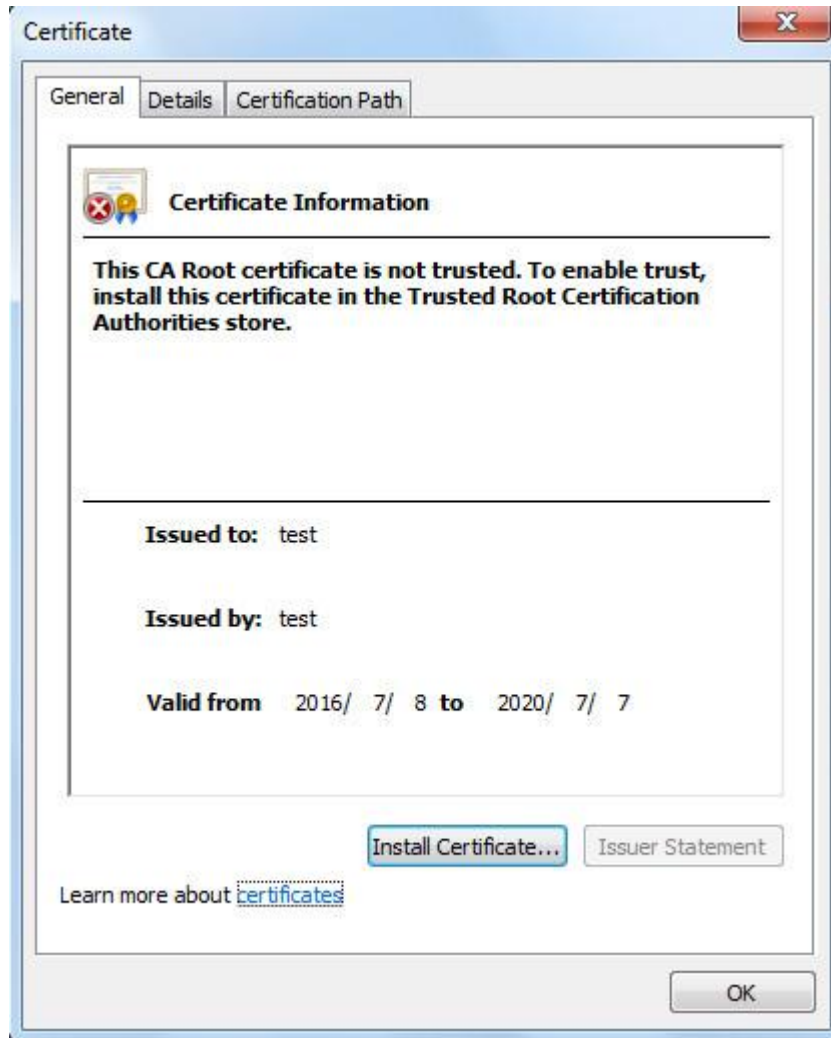 Certificate
General Details Certification Path
Certificate Information
This CA Root certificate is not trusted. To enable trust,
install this certificate in the Trusted Root Certification
Authorities store.
Issued to: test
Issued by: test
Valid from 2016/ 7/ 8 to 2020/ 7/ 7
Install Certificate... Issuer Statement
Learn more about certificates
OK